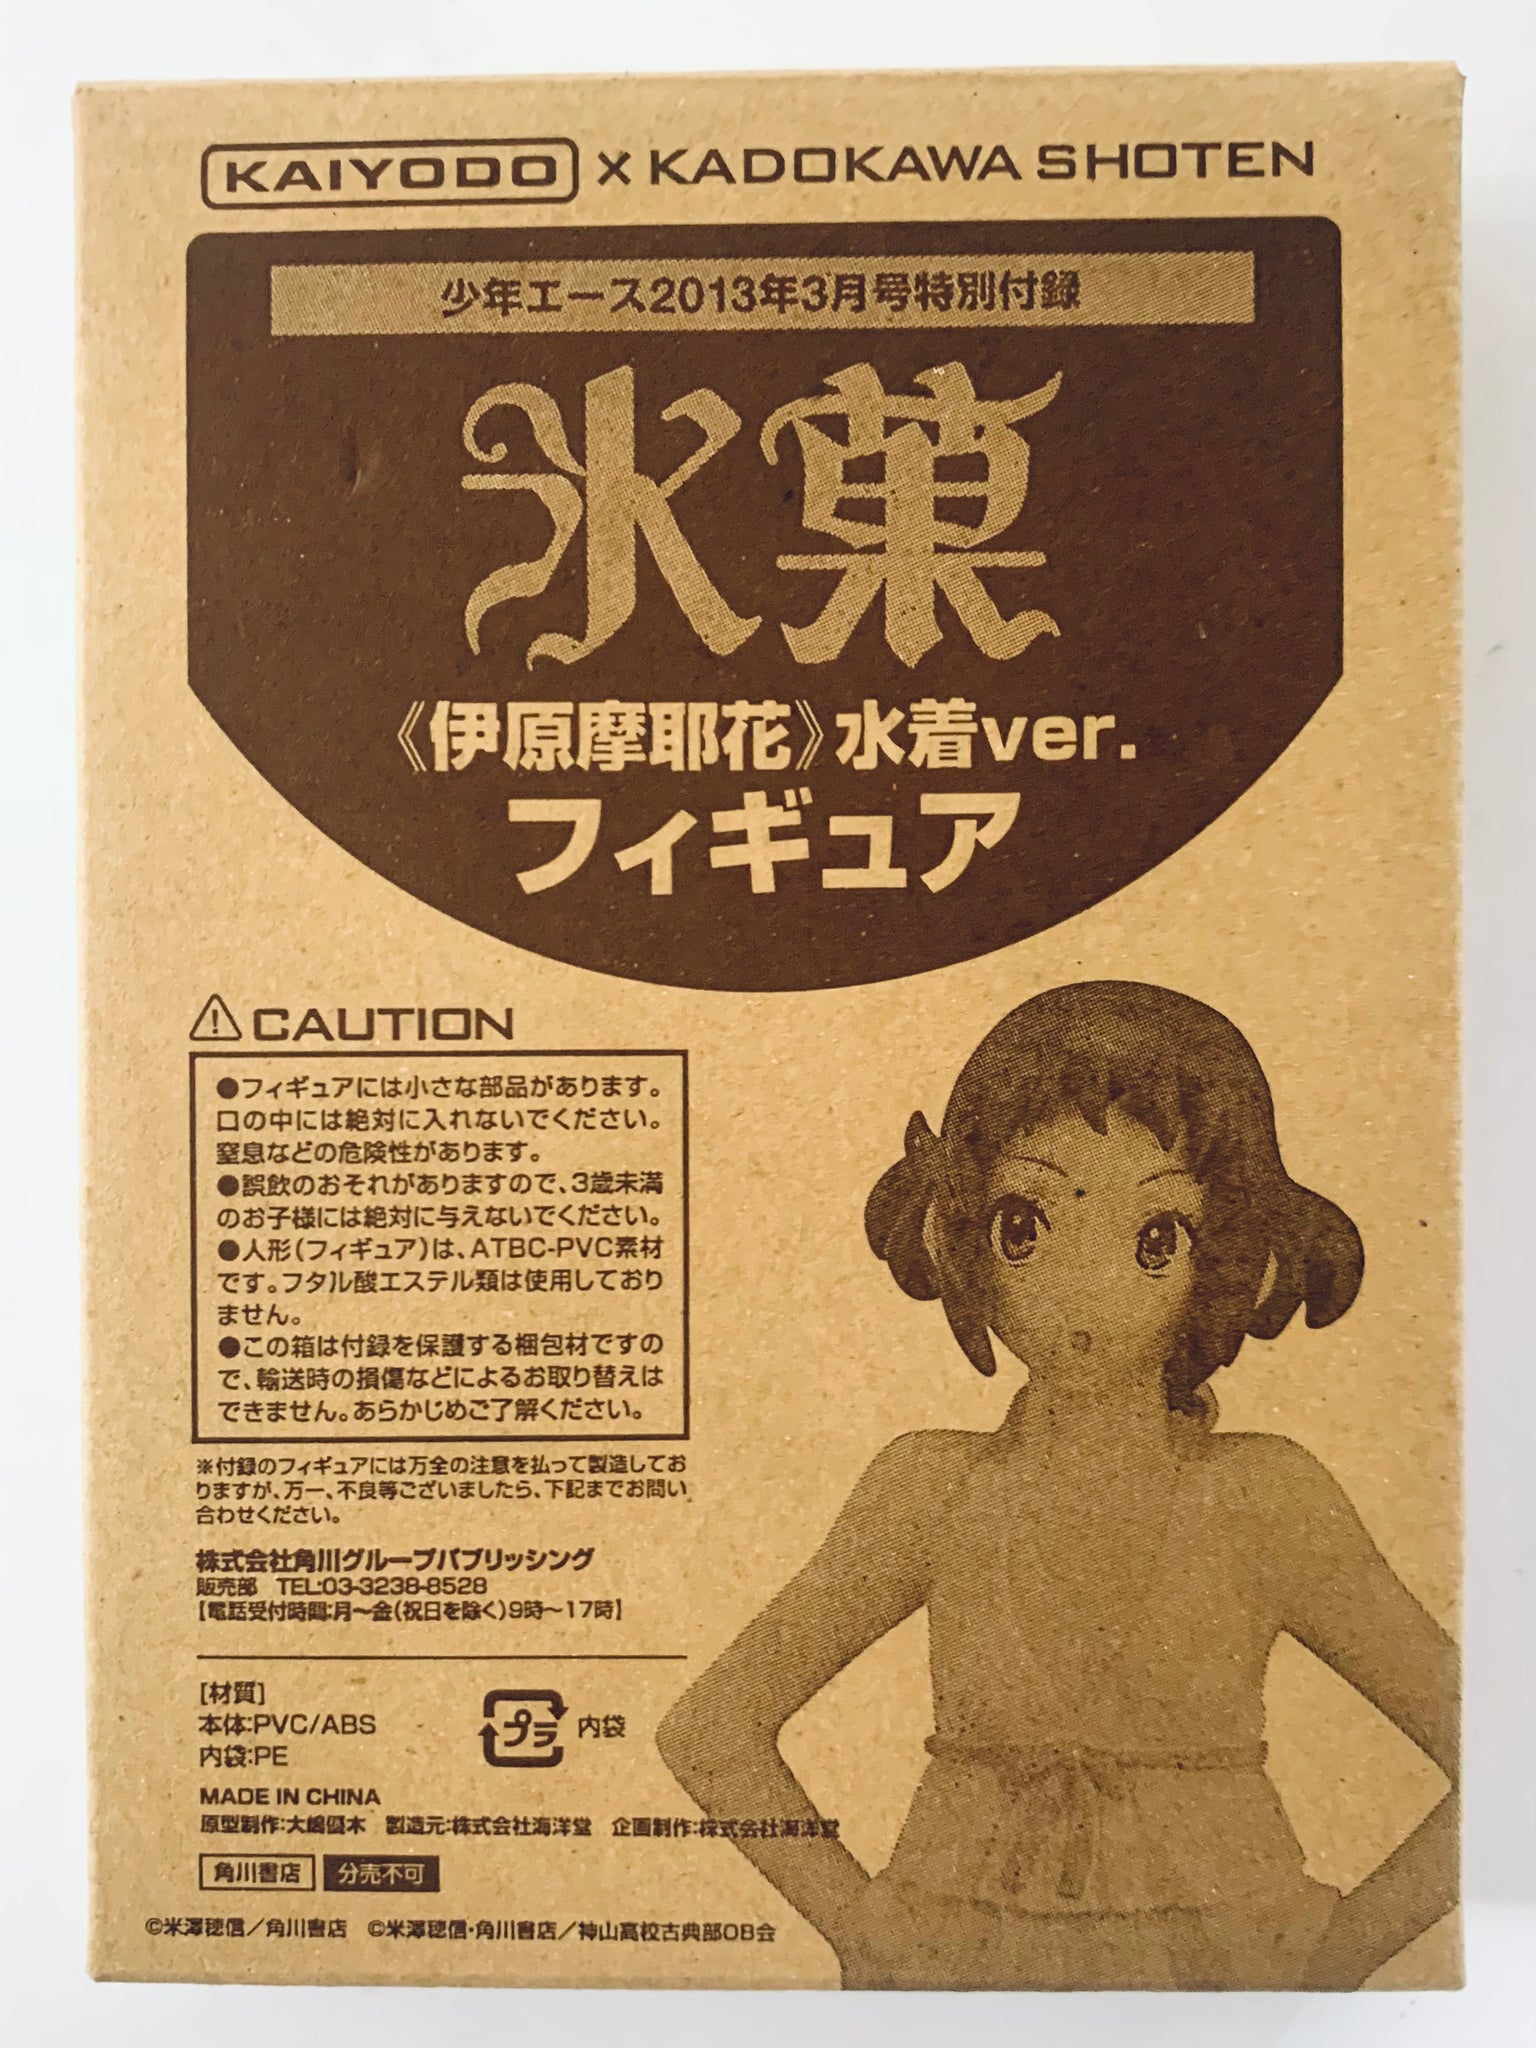 KAIYODO × KADOKAWA SHOTEN
少年エース2013年3月号特別付録
氷菓
《伊原摩耶花》水着ver.
フィギュア
⚠CAUTION
●フィギュアには小さな部品があります。
口の中には絶対に入れないでください。
窒息などの危険性があります。
●誤飲のおそれがありますので、3歳未満
のお子様には絶対に与えないでください。
●人形(フィギュア)は、ATBC-PVC素材
です。フタル酸エステル類は使用しており
ません。
●この箱は付録を保護する梱包材ですの
で、輸送時の損傷などによるお取り替えは
できません。あらかじめご了解ください。
※付録のフィギュアには万全の注意を払って製造してお
りますが、万一、不良等ございましたら、下記までお問い
合わせください。
株式会社角川グループパブリッシング
販売部 TEL:03-3238-8528
【電話受付時間:月〜金(祝日を除く)9時〜17時】
[材質]
本体:PVC/ABS
内袋:PE
プラ 内袋
MADE IN CHINA
原型制作:大嶋優木 製造元:株式会社海洋堂 企画制作:株式会社海洋堂
角川書店 分売不可
©米澤穂信/角川書店 ©米澤穂信・角川書店/神山高校古典部OB会